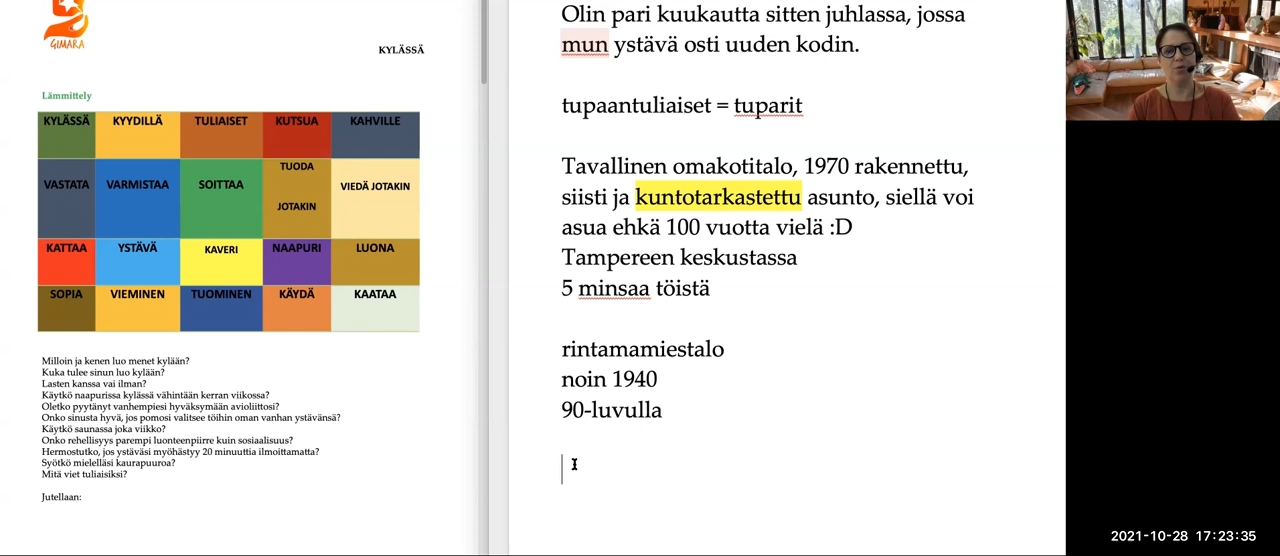 GIMARA
KYLÄSSÄ
Lämmittely
KYLÄSSÄ KYYDILLÄ TULIAISET KUTSUA KAHVILLE
VASTATA VARMISTAA SOITTAA TUODA JOTAKIN VIEDÄ JOTAKIN
KATTAA YSTÄVÄ KAVERI NAAPURI LUONA
SOPIA VIEMINEN TUOMINEN KÄYDÄ KAATAA
Milloin ja kenen luo menet kylään?
Kuka tulee sinun luo kylään?
Lasten kanssa vai ilman?
Käytkö naapurissa kylässä vähintään kerran viikossa?
Oletko pyytänyt vanhempiesi hyväksymään avioliittosi?
Onko sinusta hyvä, jos pomosi valitsee töihin oman vanhan ystävänsä?
Käytkö saunassa joka viikko?
Onko rehellisyys parempi luonteenpiirre kuin sosiaalisuus?
Hermostutko, jos ystäväsi myöhästyy 20 minuuttia ilmoittamatta?
Syötkö mielelläsi kaurapuuroa?
Mitä viet tuliaisiksi?
Jutellaan:
Olin pari kuukautta sitten juhlassa, jossa
mun ystävä osti uuden kodin.
tupaantuliaiset = tuparit
Tavallinen omakotitalo, 1970 rakennettu,
siisti ja kuntotarkastettu asunto, siellä voi
asua ehkä 100 vuotta vielä :D
Tampereen keskustassa
5 minsaa töistä
rintamamiestalo
noin 1940
90-luvulla
2021-10-28 17:23:35